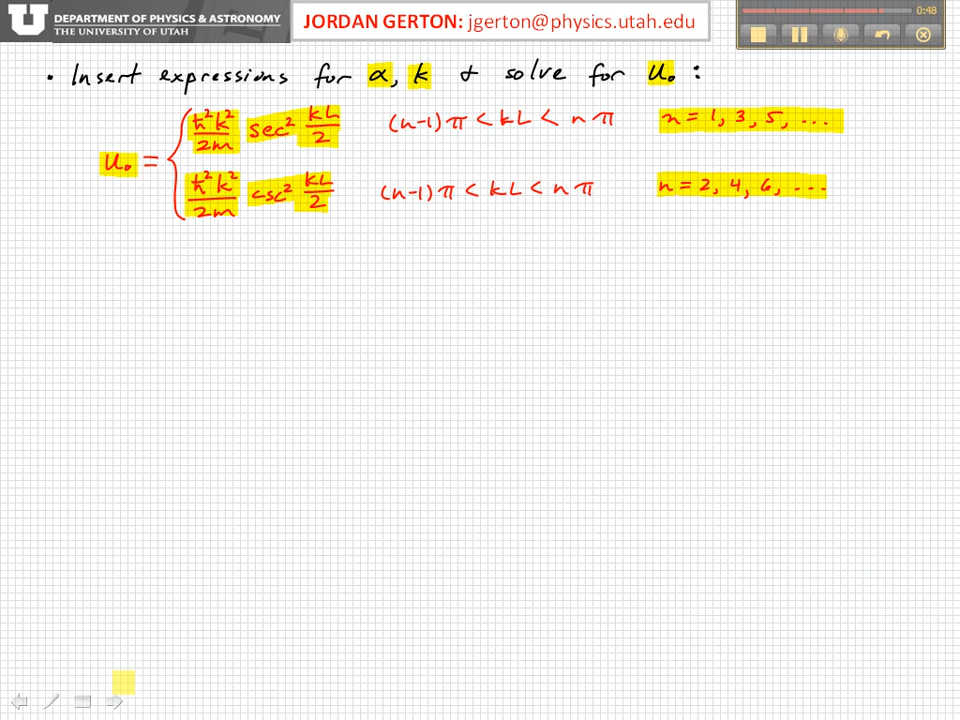 U DEPARTMENT OF PHYSICS & ASTRONOMY
THE UNIVERSITY OF UTAH
JORDAN GERTON: jgerton@physics.utah.edu
0:48
• Insert expressions for α, k & solve for U₀ :
U₀ = { ħ²k²/2m sec² kL/2 (n-1)π < kL < nπ n = 1, 3, 5, ...
ħ²k²/2m csc² kL/2 (n-1)π < kL < nπ n = 2, 4, 6, ...